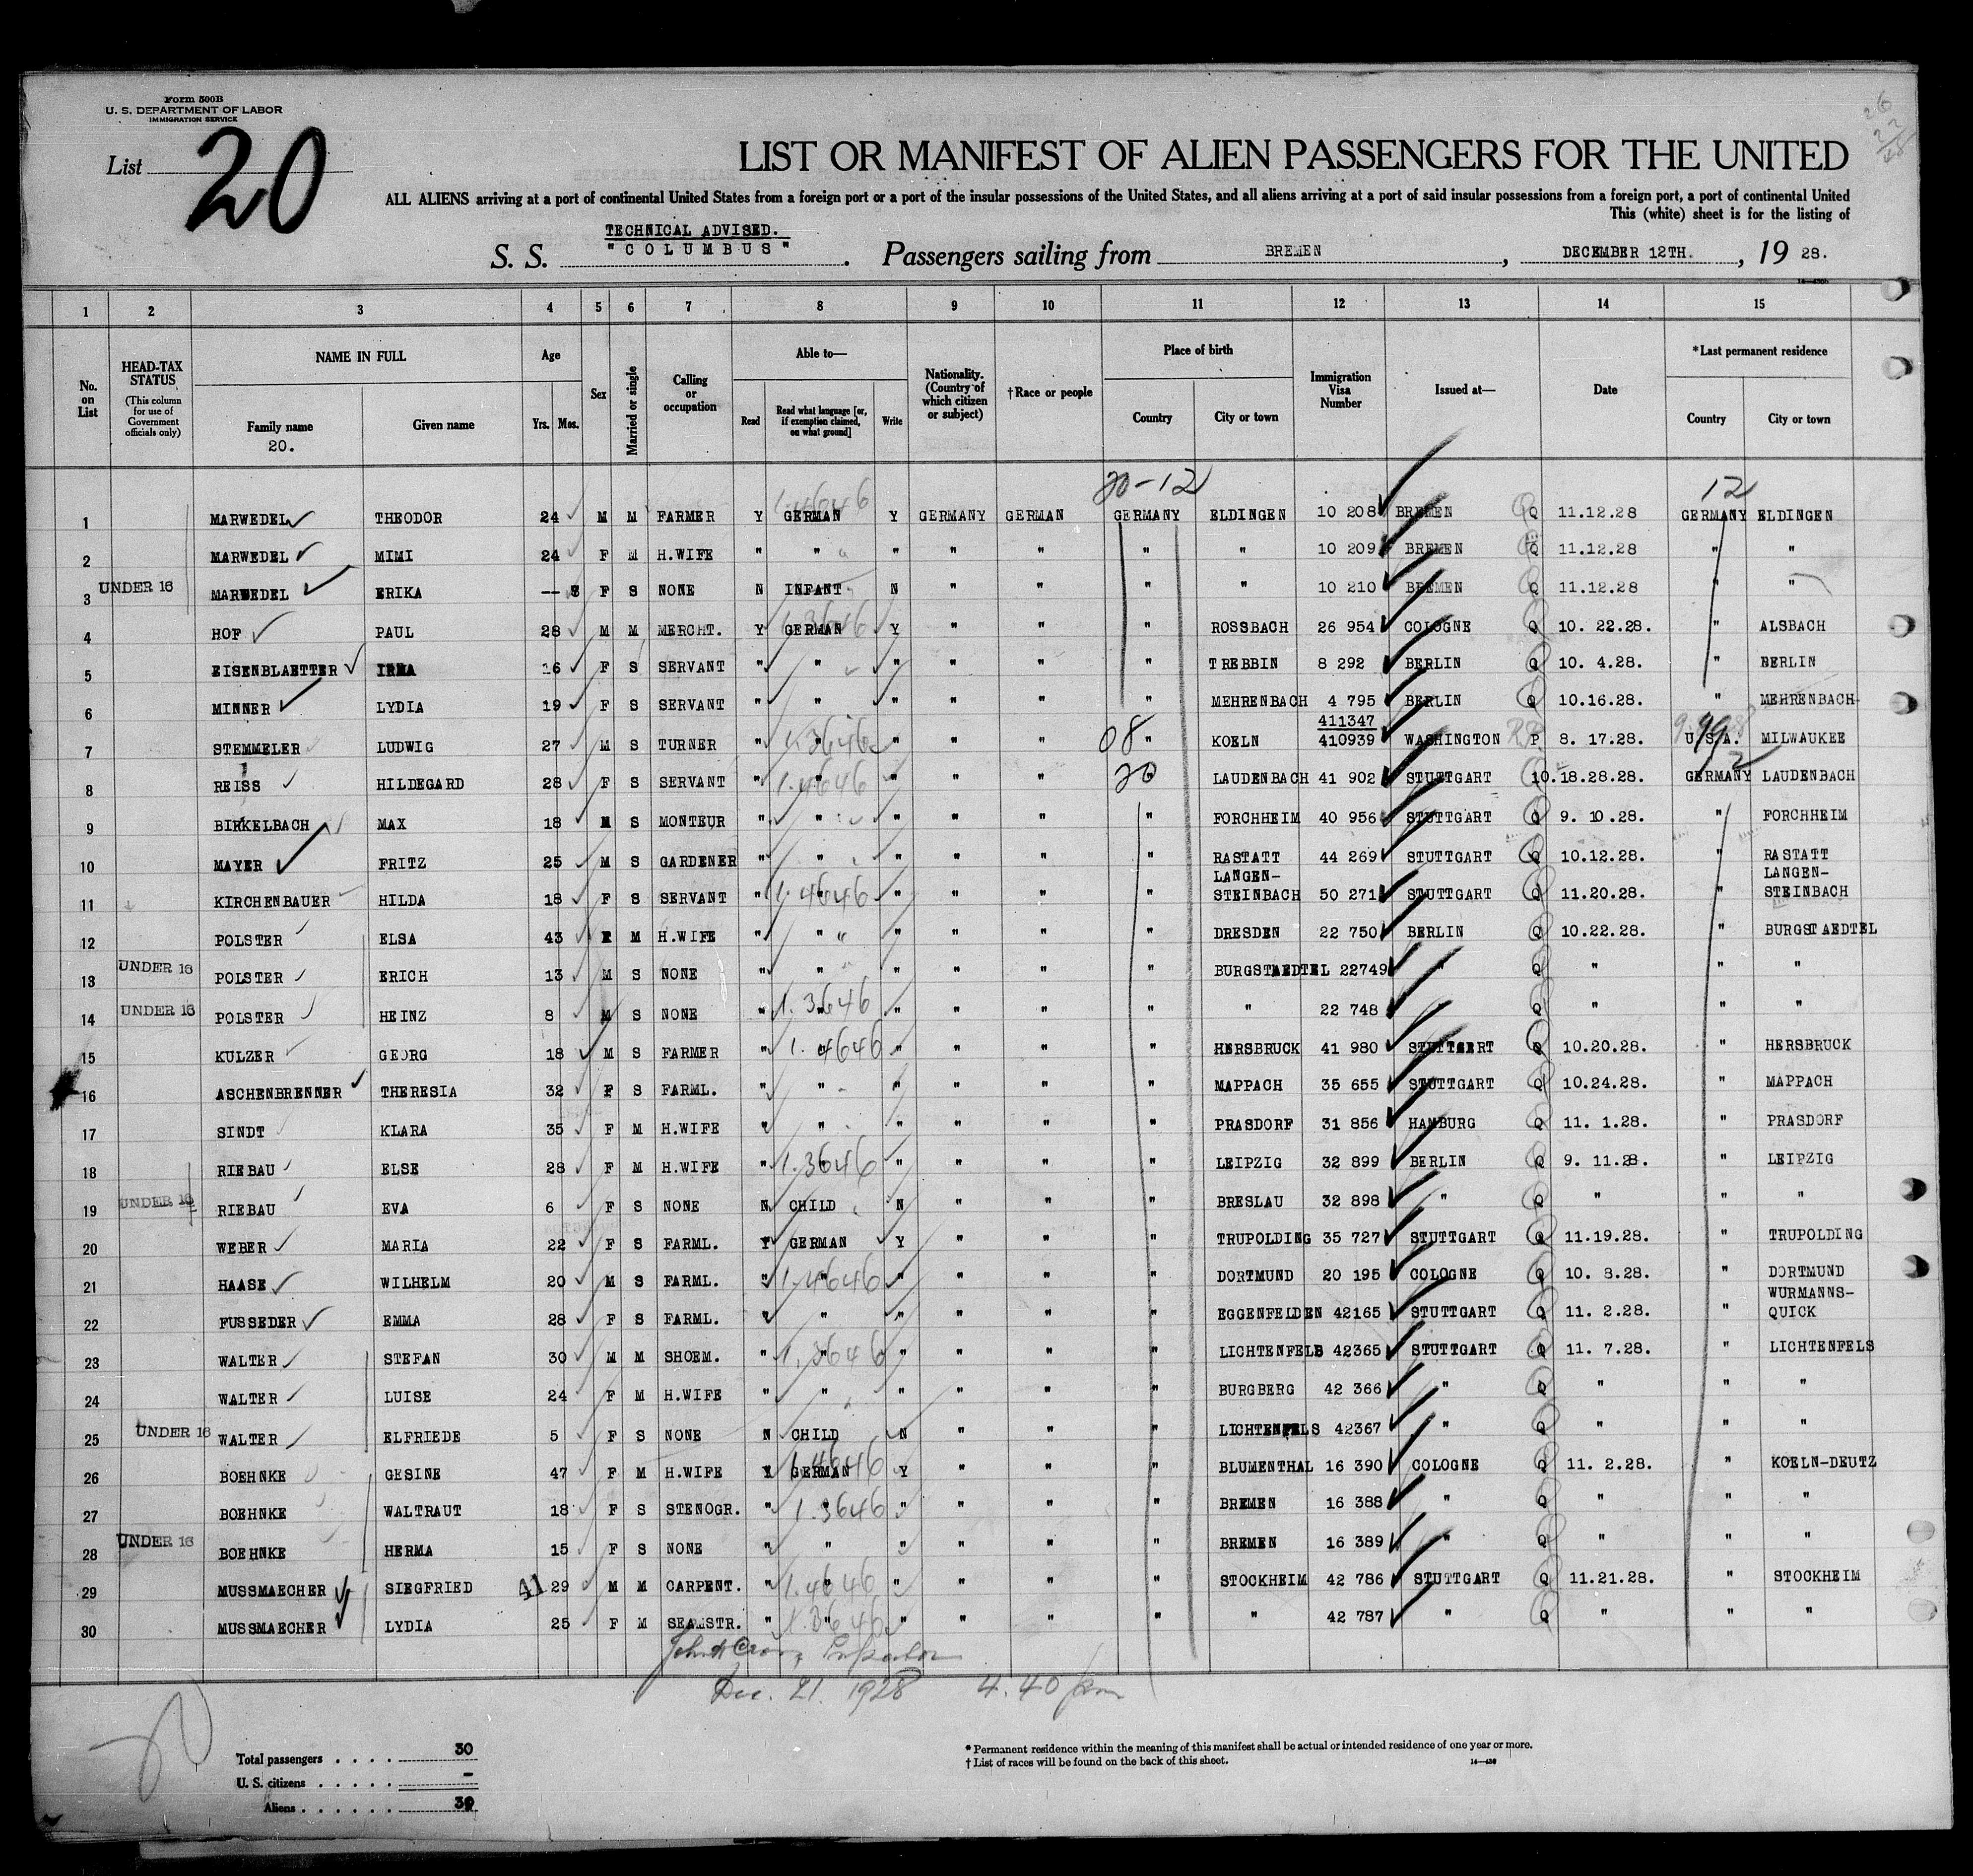 Form 500B
U. S. DEPARTMENT OF LABOR
IMMIGRATION SERVICE
List 20
LIST OR MANIFEST OF ALIEN PASSENGERS FOR THE UNITED
ALL ALIENS arriving at a port of continental United States from a foreign port or a port of the insular possessions of the United States, and all aliens arriving at a port of said insular possessions from a foreign port, a port of continental United
This (white) sheet is for the listing of
TECHNICAL ADVISED.
S. S. "COLUMBUS". Passengers sailing from BREMEN, DECEMBER 12TH., 19 28.
1 2 3 4 5 6 7 8 9 10 11 12 13 14 15
No. on List
HEAD-TAX STATUS (This column for use of Government officials only)
NAME IN FULL Family name 20. Given name
Age Yrs. Mos.
Sex
Married or single
Calling or occupation
Able to— Read Read what language [or, if exemption claimed, on what ground] Write
Nationality. (Country of which citizen or subject)
†Race or people
Place of birth Country City or town
Immigration Visa Number
Issued at—
Date
*Last permanent residence Country City or town
20-12 12
1 MARWEDEL THEODOR 24 M M FARMER Y GERMAN Y GERMANY GERMAN GERMANY ELDINGEN 10 208 BREMEN Q 11.12.28 GERMANY ELDINGEN
2 MARWEDEL MIMI 24 F M H.WIFE " " " " " " " 10 209 BREMEN Q 11.12.28 " "
3 UNDER 16 MARWEDEL ERIKA — 8 F S NONE N INFANT N " " " " 10 210 BREMEN Q 11.12.28 " "
4 HOF PAUL 28 M M MERCHT. Y GERMAN Y " " " ROSSBACH 26 954 COLOGNE Q 10. 22.28. " ALSBACH
5 EISENBLAETTER IRMA 16 F S SERVANT " " " " " " TREBBIN 8 292 BERLIN Q 10. 4.28. " BERLIN
6 MINNER LYDIA 19 F S SERVANT " " " " " " MEHRENBACH 4 795 BERLIN Q 10.16.28. " MEHRENBACH
411347
7 STEMMELER LUDWIG 27 M S TURNER " " " " " 08 " KOELN 410939 WASHINGTON P. 8. 17.28. U.S.A. MILWAUKEE
8 REISS HILDEGARD 28 F S SERVANT " " " " " 20 LAUDENBACH 41 902 STUTTGART 10.18.28.28. GERMANY LAUDENBACH
9 BIRKELBACH MAX 18 M S MONTEUR " " " " " " FORCHHEIM 40 956 STUTTGART Q 9. 10.28. " FORCHHEIM
10 MAYER FRITZ 25 M S GARDENER " " " " " " RASTATT 44 269 STUTTGART Q 10.12.28. " RASTATT
11 KIRCHENBAUER HILDA 18 F S SERVANT " " " " " " LANGEN-STEINBACH 50 271 STUTTGART Q 11.20.28. " LANGEN-STEINBACH
12 POLSTER ELSA 43 F M H.WIFE " " " " " " DRESDEN 22 750 BERLIN Q 10.22.28. " BURGSTAEDTEL
13 UNDER 16 POLSTER ERICH 13 M S NONE " " " " " " BURGSTAEDTEL 22749 " Q " " "
14 UNDER 16 POLSTER HEINZ 8 M S NONE " " " " " " " 22 748 Q " " "
15 KULZER GEORG 18 M S FARMER " " " " " " HERSBRUCK 41 980 STUTTGERT Q 10.20.28. " HERSBRUCK
16 ASCHENBRENNER THERESIA 32 F S FARML. " " " " " " MAPPACH 35 655 STUTTGART Q 10.24.28. " MAPPACH
17 SINDT KLARA 35 F M H.WIFE " " " " " " PRASDORF 31 856 HAMBURG Q 11. 1.28. " PRASDORF
18 RIEBAU ELSE 28 F M H.WIFE " " " " " " LEIPZIG 32 899 BERLIN Q 9. 11.28. " LEIPZIG
19 UNDER 16 RIEBAU EVA 6 F S NONE N CHILD N " " " BRESLAU 32 898 " Q " " "
20 WEBER MARIA 22 F S FARML. Y GERMAN Y " " " TRUPOLDING 35 727 STUTTGART Q 11.19.28. " TRUPOLDING
21 HAASE WILHELM 20 M S FARML. " " " " " " DORTMUND 20 195 COLOGNE Q 10. 8.28. " DORTMUND
22 FUSSEDER EMMA 28 F S FARML. " " " " " " EGGENFELDEN 42165 STUTTGART Q 11. 2.28. " WURMANNS-QUICK
23 WALTER STEFAN 30 M M SHOEM. " " " " " " LICHTENFELS 42365 STUTTGART Q 11. 7.28. " LICHTENFELS
24 WALTER LUISE 24 F M H.WIFE " " " " " " BURGBERG 42 366 " Q " " "
25 UNDER 16 WALTER ELFRIEDE 5 F S NONE N CHILD N " " " LICHTENFELS 42367 " Q " " "
26 BOEHNKE GESINE 47 F M H.WIFE Y GERMAN Y " " " BLUMENTHAL 16 390 COLOGNE Q 11. 2.28. " KOELN-DEUTZ
27 BOEHNKE WALTRAUT 18 F S STENOGR. " " " " " " BREMEN 16 388 " Q " " "
28 UNDER 16 BOEHNKE HERMA 15 F S NONE " " " " " " BREMEN 16 389 " Q " " "
29 MUSSMAECHER SIEGFRIED 41 29 M M CARPENT. " " " " " " STOCKHEIM 42 786 STUTTGART Q 11.21.28. " STOCKHEIM
30 MUSSMAECHER LYDIA 25 F M SEAMSTR. " " " " " " " 42 787 " Q " " "
Dec. 21. 1928 4.40 pm
Total passengers . . . . 30
U. S. citizens . . . . . -
Aliens . . . . . . 30
* Permanent residence within the meaning of this manifest shall be actual or intended residence of one year or more.
† List of races will be found on the back of this sheet.